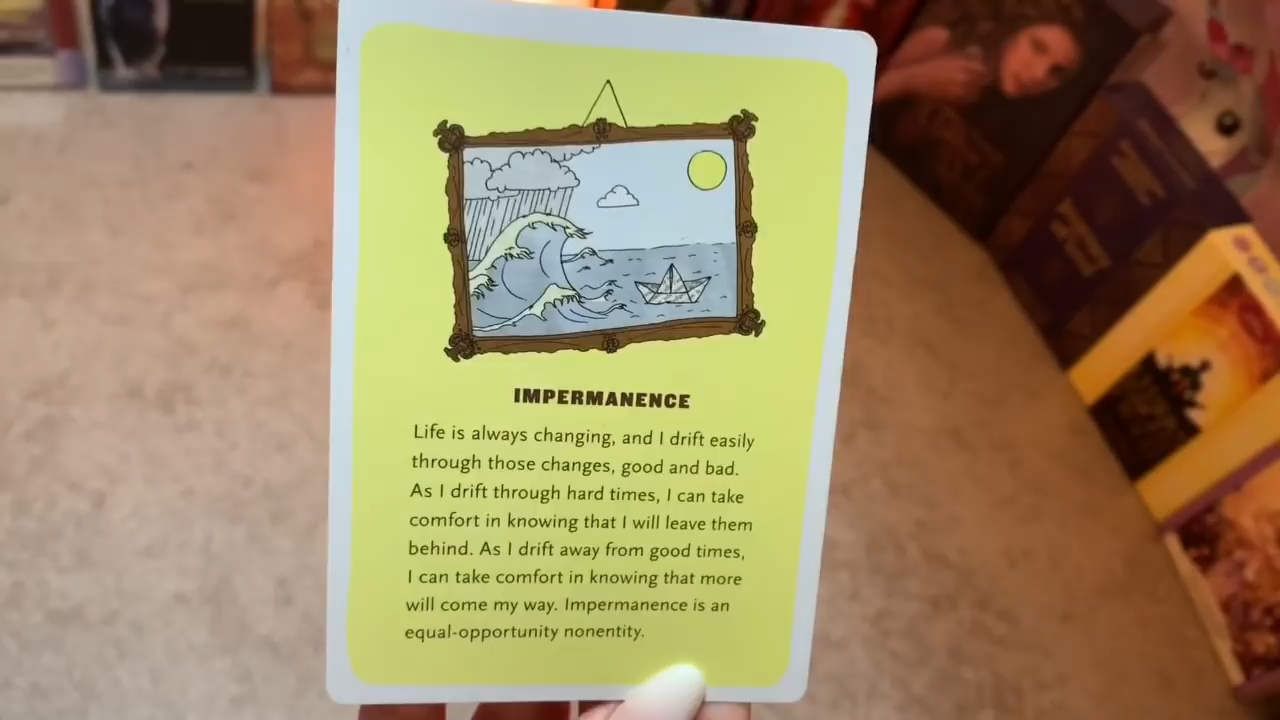 IMPERMANENCE
Life is always changing, and I drift easily
through those changes, good and bad.
As I drift through hard times, I can take
comfort in knowing that I will leave them
behind. As I drift away from good times,
I can take comfort in knowing that more
will come my way. Impermanence is an
equal-opportunity nonentity.